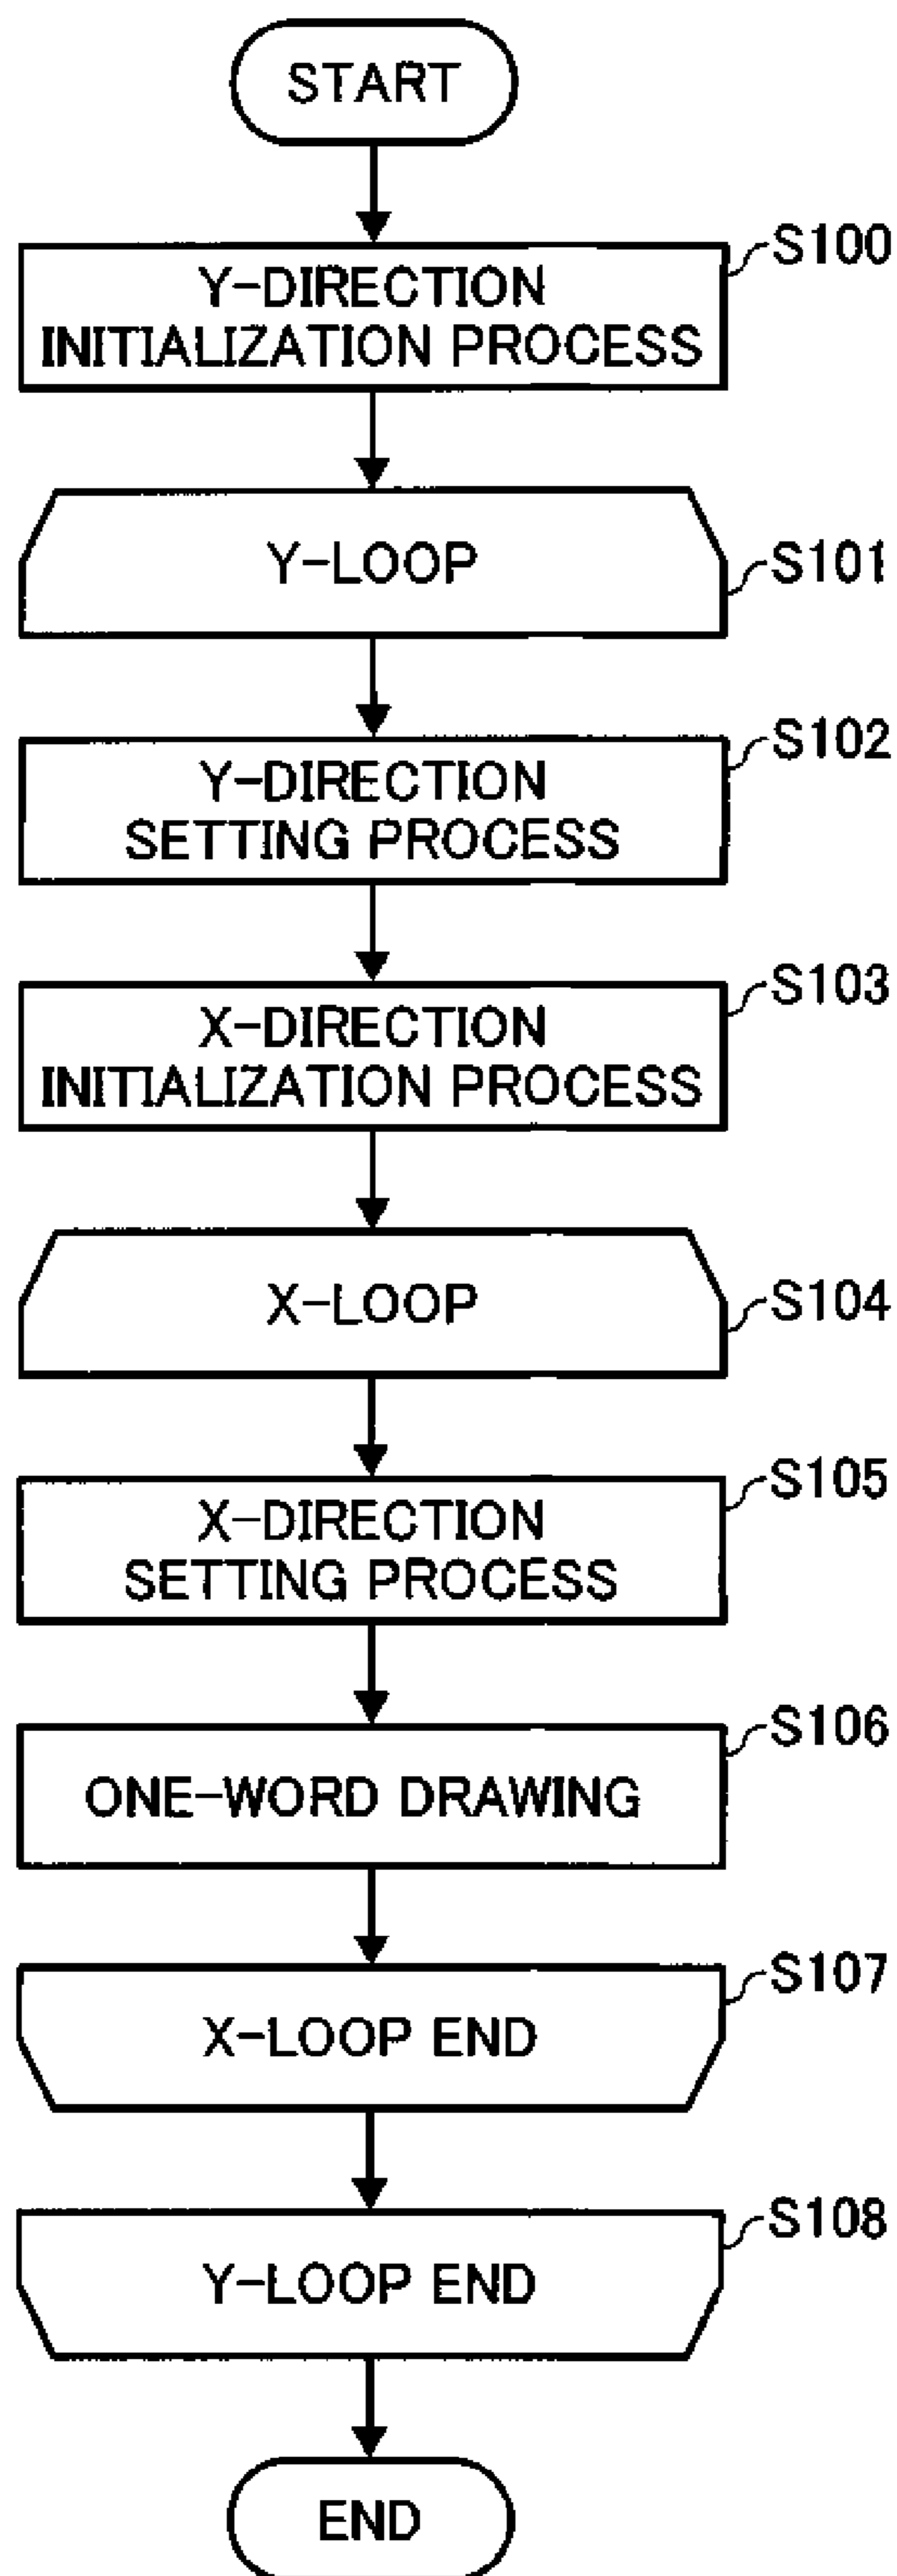 START
S100
Y-DIRECTION
INITIALIZATION PROCESS
Y-LOOP
S101
S102
Y-DIRECTION
SETTING PROCESS
S103
X-DIRECTION
INITIALIZATION PROCESS
X-LOOP
S104
S105
X-DIRECTION
SETTING PROCESS
S106
ONE-WORD DRAWING
S107
X-LOOP END
S108
Y-LOOP END
END